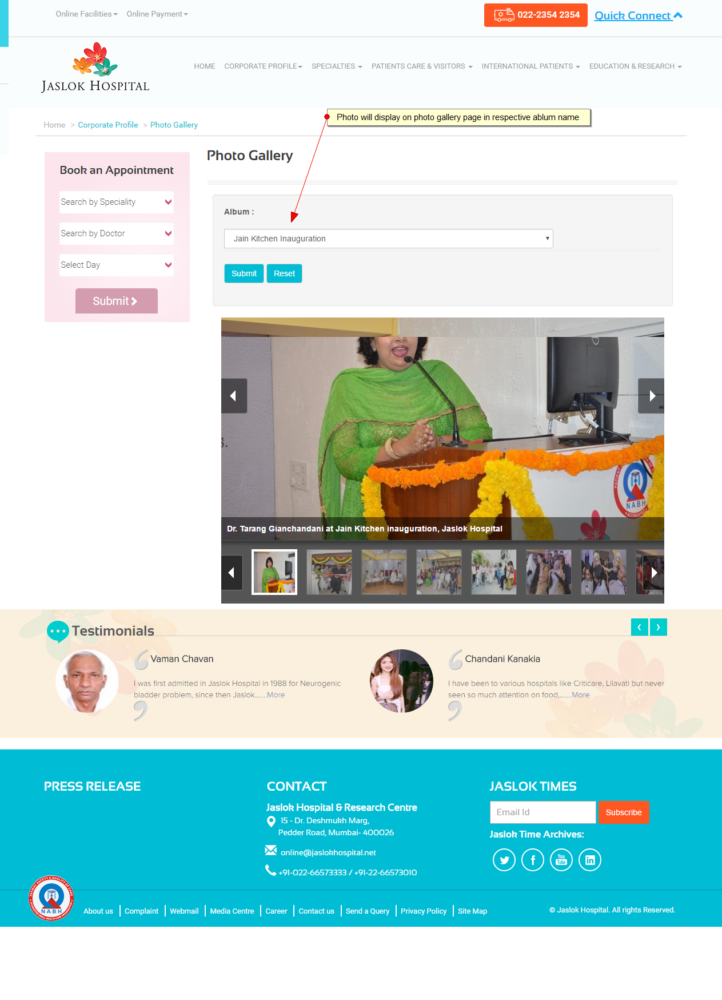 Online Facilities Online Payment 022-2354 2354 Quick Connect
JASLOK HOSPITAL
HOME CORPORATE PROFILE SPECIALTIES PATIENTS CARE & VISITORS INTERNATIONAL PATIENTS EDUCATION & RESEARCH
Photo will display on photo gallery page in respective ablum name
Home > Corporate Profile > Photo Gallery
Book an Appointment
Search by Speciality
Search by Doctor
Select Day
Submit
Photo Gallery
Album :
Jain Kitchen Inauguration
Submit Reset
S.
NABH
Dr. Tarang Gianchandani at Jain Kitchen inauguration, Jaslok Hospital
Testimonials
Vaman Chavan
I was first admitted in Jaslok Hospital in 1988 for Neurogenic
bladder problem, since then Jaslok.......More
Chandani Kanakia
I have been to various hospitals like Criticare, Lilavati but never
seen so much attention on food,.......More
PRESS RELEASE
CONTACT
Jaslok Hospital & Research Centre
15 - Dr. Deshmukh Marg,
Pedder Road, Mumbai- 400026
online@jaslokhospital.net
+91-022-66573333 / +91-22-66573010
JASLOK TIMES
Email Id Subscribe
Jaslok Time Archives:
You
Tube
in
NABH
About us Complaint Webmail Media Centre Career Contact us Send a Query Privacy Policy Site Map
© Jaslok Hospital. All rights Reserved.